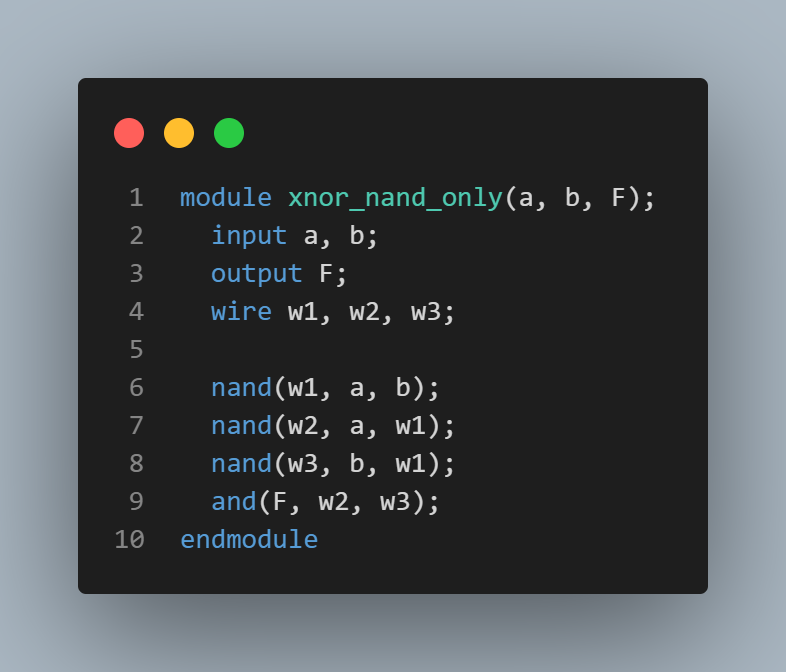 1 module xnor_nand_only(a, b, F);
2   input a, b;
3   output F;
4   wire w1, w2, w3;
5
6   nand(w1, a, b);
7   nand(w2, a, w1);
8   nand(w3, b, w1);
9   and(F, w2, w3);
10 endmodule